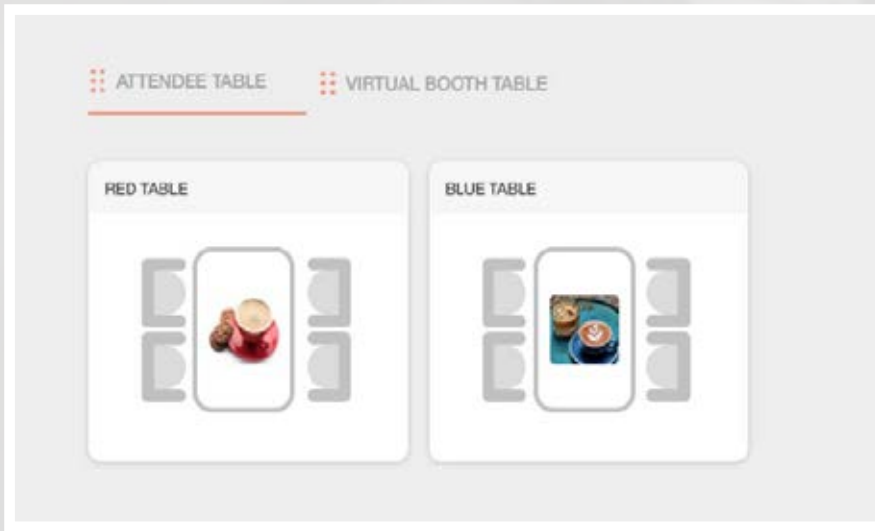 ATTENDEE TABLE
VIRTUAL BOOTH TABLE
RED TABLE
BLUE TABLE